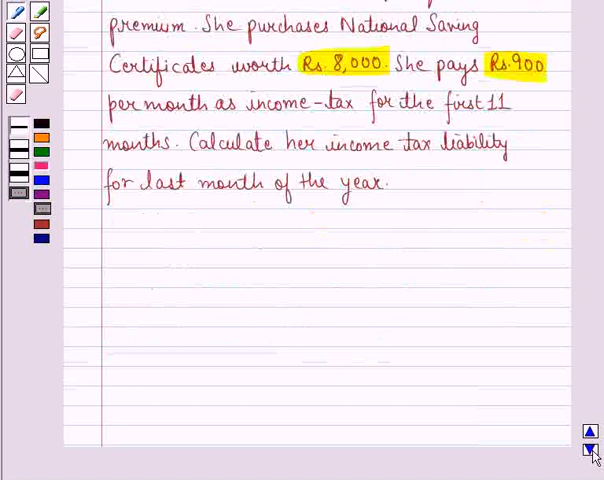 premium. She purchases National Saving
Certificates worth Rs. 8,000. She pays Rs.900
per month as income-tax for the first 11
months. Calculate her income tax liability
for last month of the year.